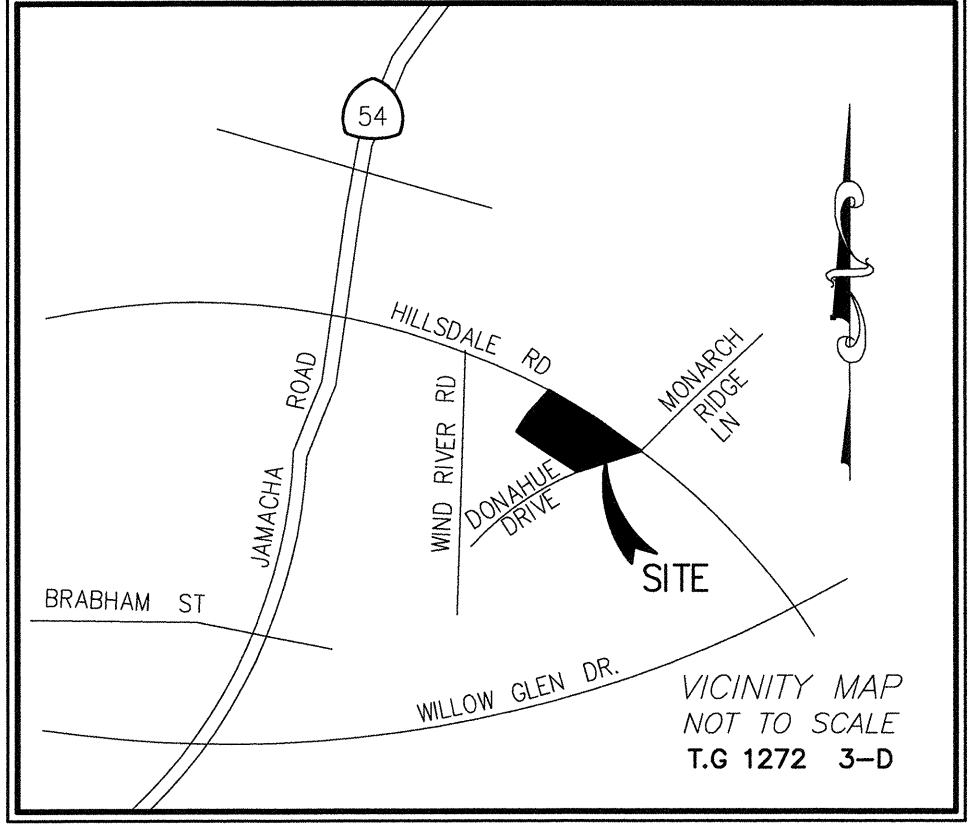 54
HILLSDALE RD
MONARCH
RIDGE
LN
JAMACHA ROAD
WIND RIVER RD
DONAHUE
DRIVE
SITE
BRABHAM ST
WILLOW GLEN DR.
VICINITY MAP
NOT TO SCALE
T.G 1272 3-D